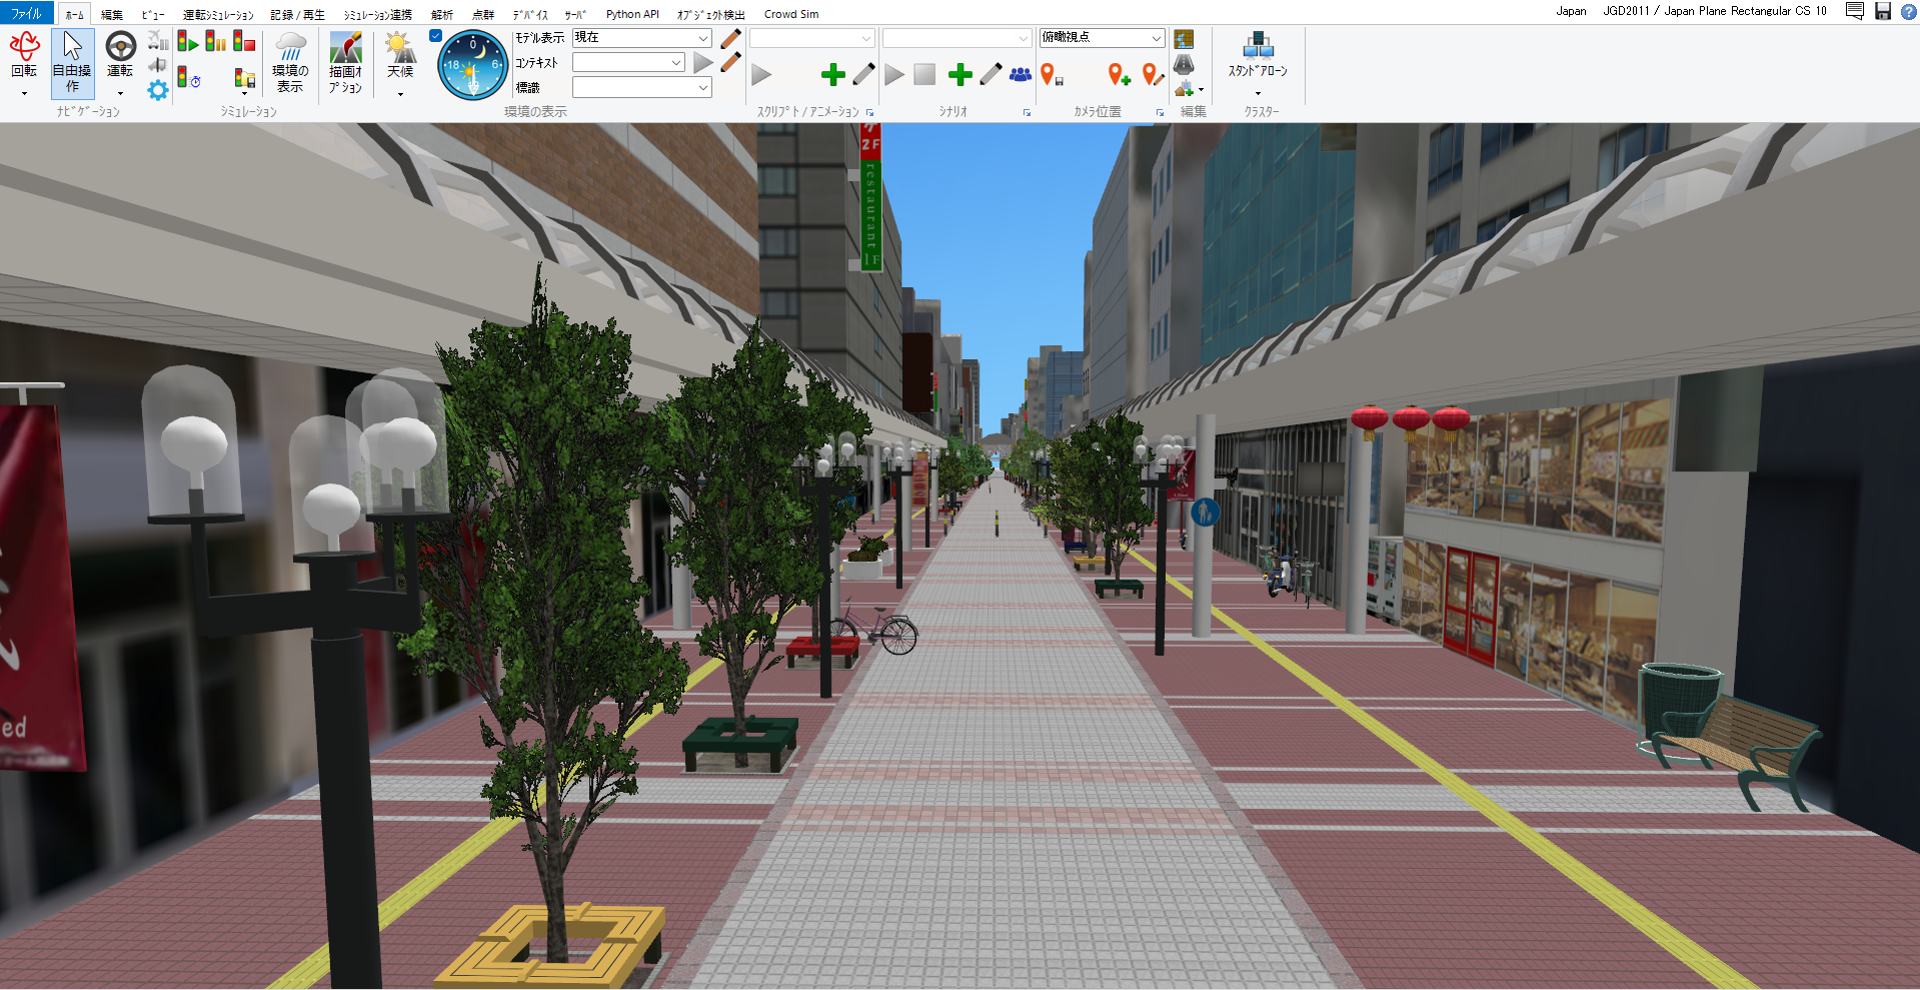 ファイル ホーム 編集 ビュー 運転シミュレーション 記録 / 再生 シミュレーション連携 解析 点群 デバイス サーバ Python API オブジェクト検出 Crowd Sim
Japan JGD2011 / Japan Plane Rectangular CS 10
回転
自由操作
運転
環境の表示
描画オプション
天候
0
18 6
モデル表示 現在
コンテキスト
標識
俯瞰視点
スタンドアローン
ナビゲーション シミュレーション 環境の表示 スクリプト / アニメーション シナリオ カメラ位置 編集 クラスター
2F
restaurant
1F
ed